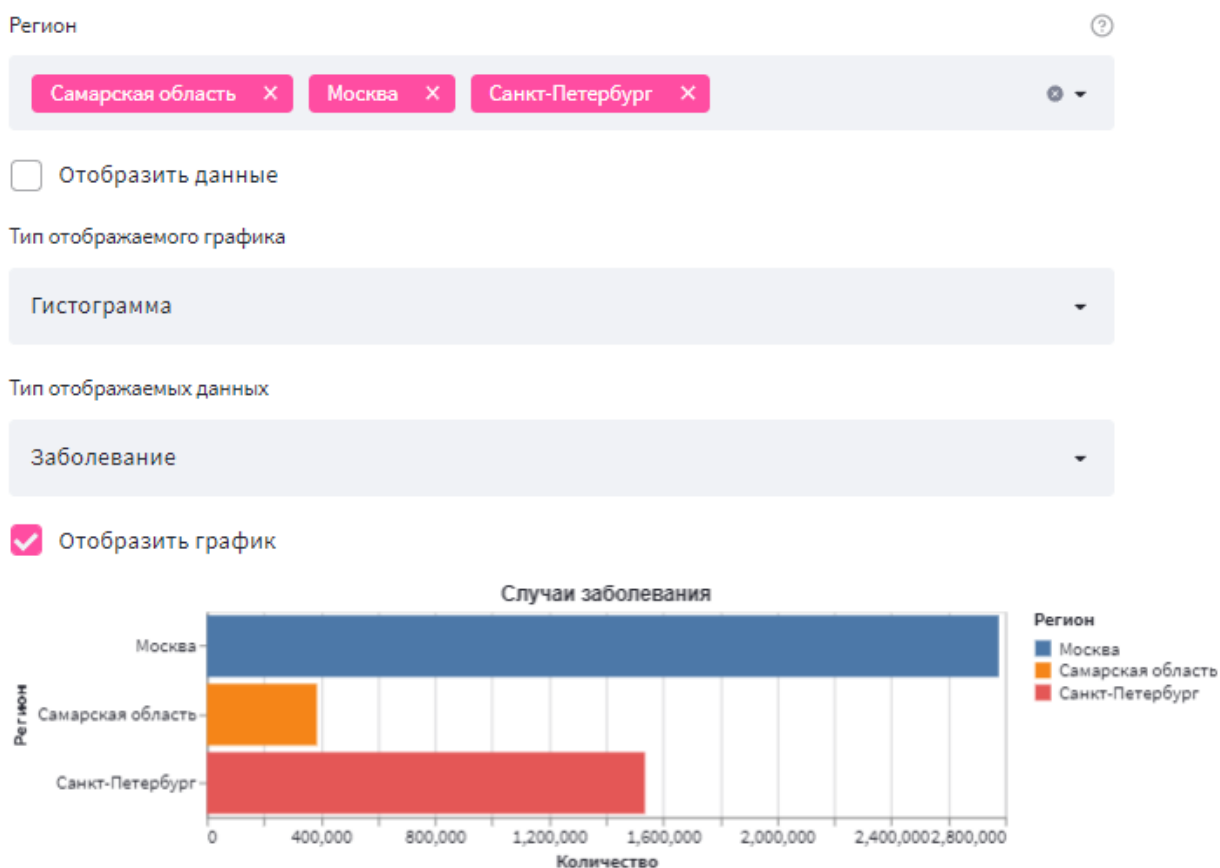 Регион
Самарская область × Москва × Санкт-Петербург ×
Отобразить данные
Тип отображаемого графика
Гистограмма
Тип отображаемых данных
Заболевание
Отобразить график
Случаи заболевания
Регион
Москва
Самарская область
Санкт-Петербург
Регион
Москва
Самарская область
Санкт-Петербург
0 400,000 800,000 1,200,000 1,600,000 2,000,000 2,400,000 2,800,000
Количество